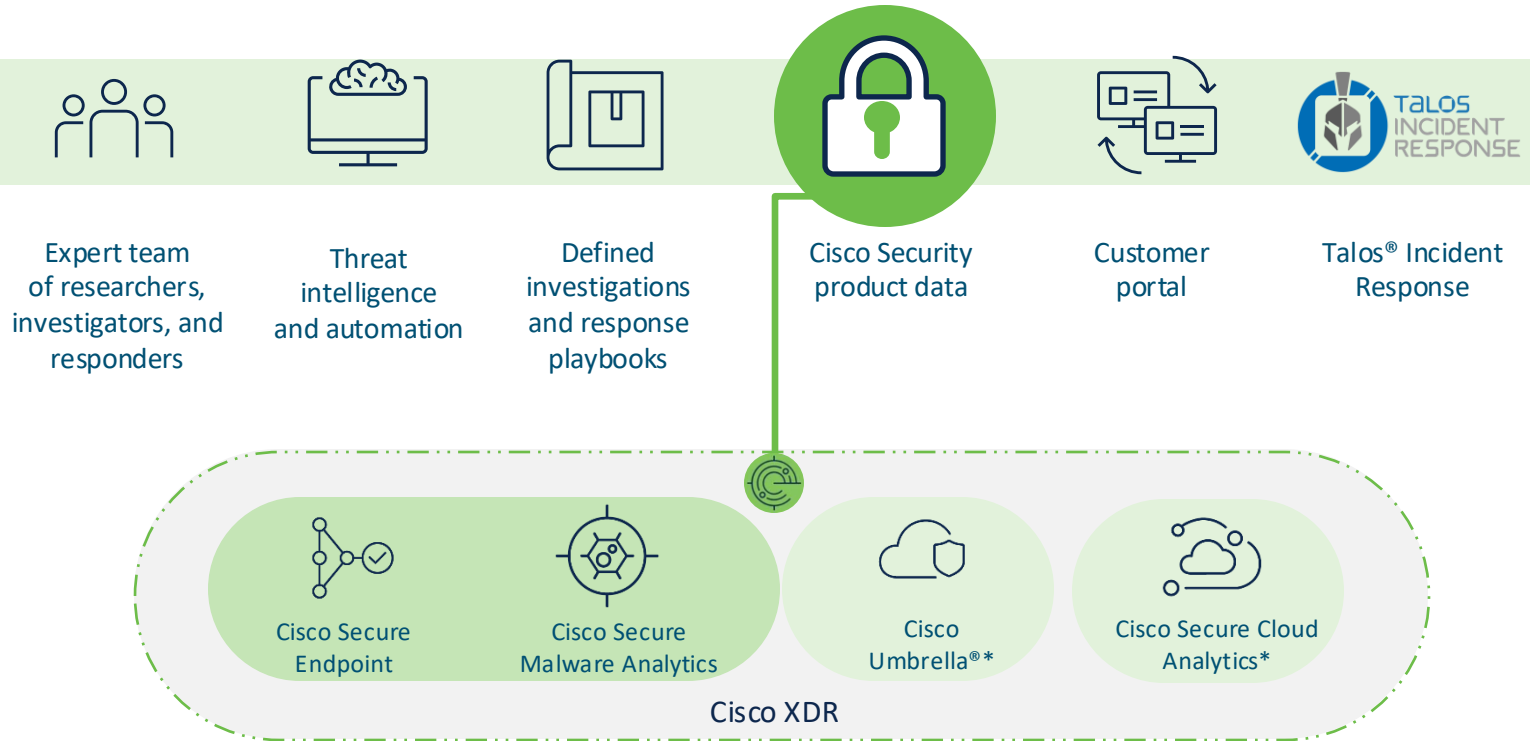 TALOS
INCIDENT
RESPONSE
Expert team
of researchers,
investigators, and
responders
Threat
intelligence
and automation
Defined
investigations
and response
playbooks
Cisco Security
product data
Customer
portal
Talos® Incident
Response
Cisco Secure
Endpoint
Cisco Secure
Malware Analytics
Cisco
Umbrella®*
Cisco Secure Cloud
Analytics*
Cisco XDR